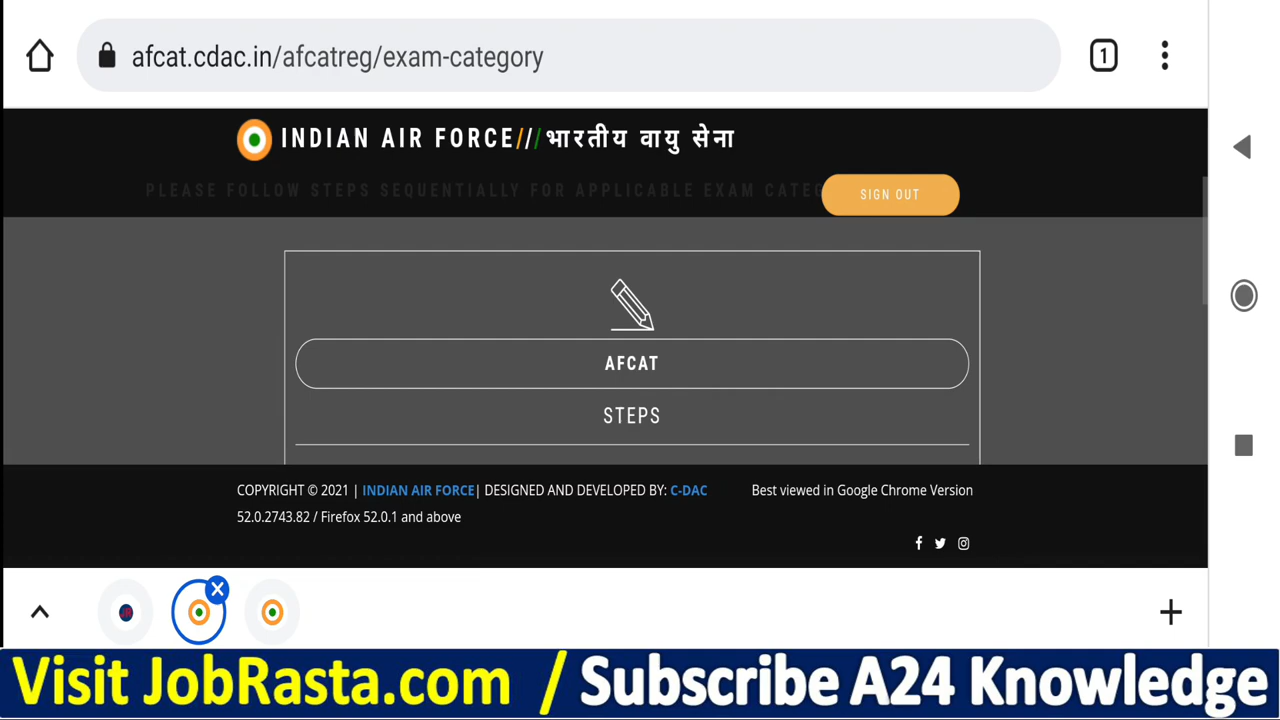 afcat.cdac.in/afcatreg/exam-category
1
INDIAN AIR FORCE///भारतीय वायु सेना
PLEASE FOLLOW STEPS SEQUENTIALLY FOR APPLICABLE EXAM
SIGN OUT
AFCAT
STEPS
COPYRIGHT © 2021 | INDIAN AIR FORCE| DESIGNED AND DEVELOPED BY: C-DAC Best viewed in Google Chrome Version
52.0.2743.82 / Firefox 52.0.1 and above
Visit JobRasta.com / Subscribe A24 Knowledge